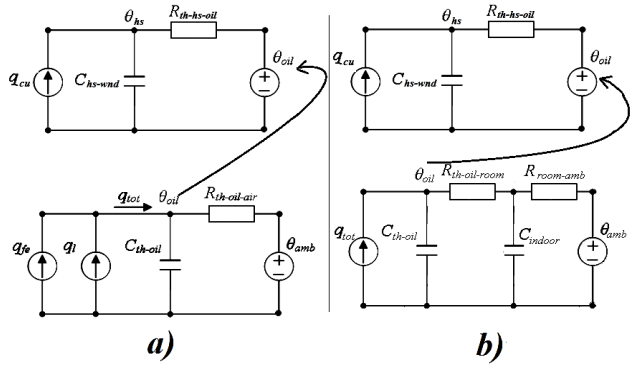 θhs Rth-hs-oil
qcu Chs-wnd θoil
+
−
qtot θoil Rth-oil-air
qfe ql Cth-oil θamb
+
−
a)
θhs Rth-hs-oil
qcu Chs-wnd θoil
+
−
θoil Rth-oil-room Rroom-amb
qtot Cth-oil Cindoor θamb
+
−
b)